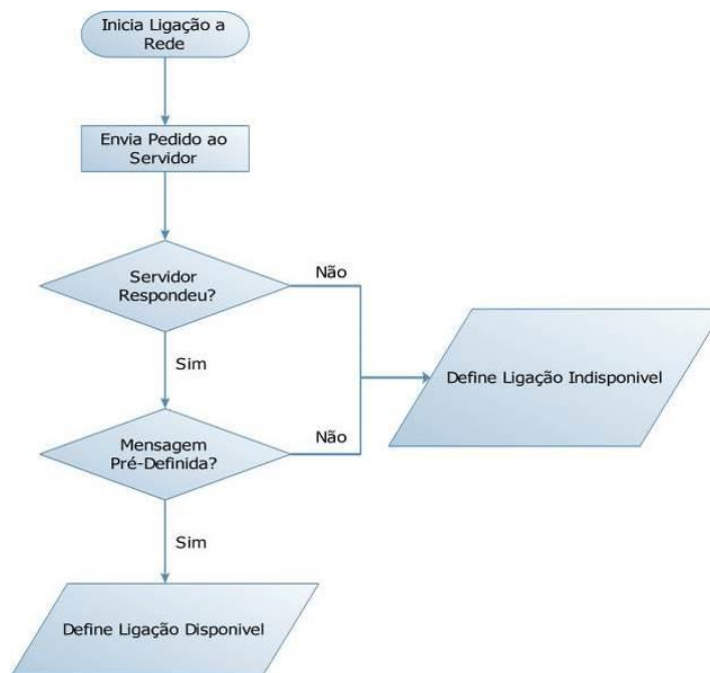 Inicia Ligação a
Rede
Envia Pedido ao
Servidor
Servidor
Respondeu?
Não
Sim
Define Ligação Indisponivel
Mensagem
Pré-Definida?
Não
Sim
Define Ligação Disponivel